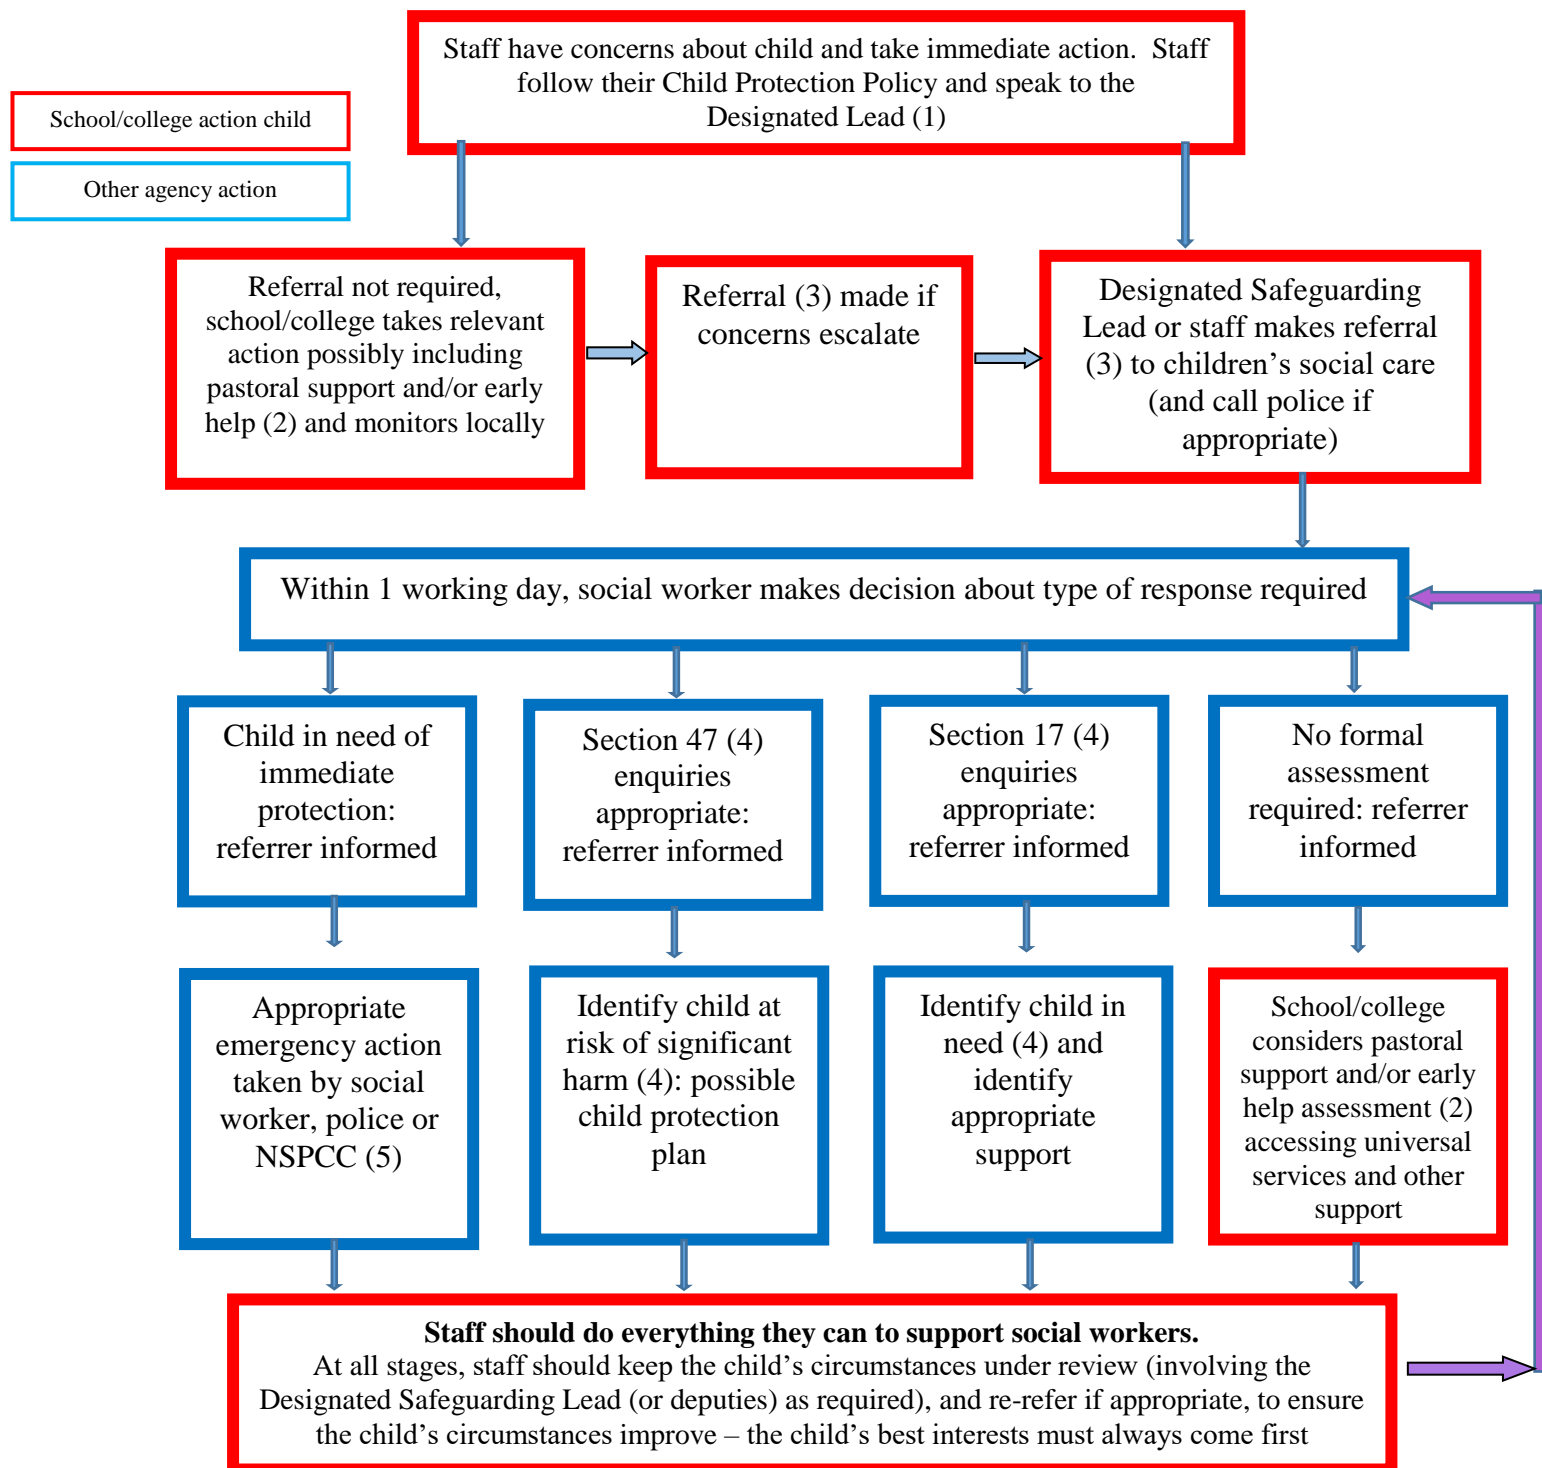 Staff have concerns about child and take immediate action.  Staff
follow their Child Protection Policy and speak to the
Designated Lead (1)
School/college action child
Other agency action
Referral not required,
school/college takes relevant
action possibly including
pastoral support and/or early
help (2) and monitors locally
Referral (3) made if
concerns escalate
Designated Safeguarding
Lead or staff makes referral
(3) to children’s social care
(and call police if
appropriate)
Within 1 working day, social worker makes decision about type of response required
Child in need of
immediate
protection:
referrer informed
Section 47 (4)
enquiries
appropriate:
referrer informed
Section 17 (4)
enquiries
appropriate:
referrer informed
No formal
assessment
required: referrer
informed
Appropriate
emergency action
taken by social
worker, police or
NSPCC (5)
Identify child at
risk of significant
harm (4): possible
child protection
plan
Identify child in
need (4) and
identify
appropriate
support
School/college
considers pastoral
support and/or early
help assessment (2)
accessing universal
services and other
support
Staff should do everything they can to support social workers.
At all stages, staff should keep the child’s circumstances under review (involving the
Designated Safeguarding Lead (or deputies) as required), and re-refer if appropriate, to ensure
the child’s circumstances improve – the child’s best interests must always come first